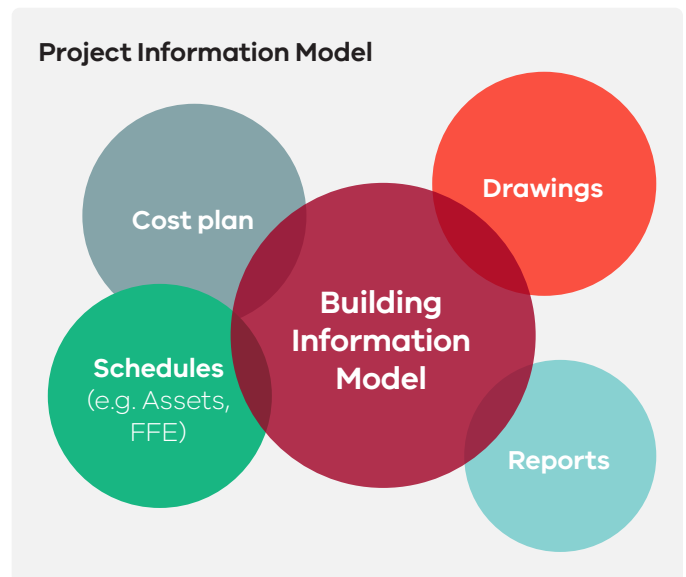 Project Information Model
Cost plan
Drawings
Building
Information
Model
Schedules
(e.g. Assets,
FFE)
Reports